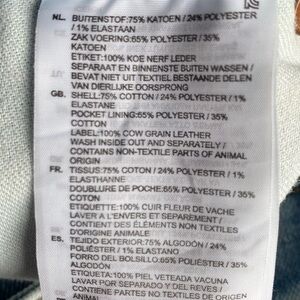 NL. BUITENSTOF:75% KATOEN / 24% POLYESTER
/ 1% ELASTAAN
ZAK VOERING:65% POLYESTER / 35%
KATOEN
ETIKET:100% KOE NERF LEDER
SEPARAAT EN BINNENSTE BUITEN WASSEN /
BEVAT NIET UIT TEXTIEL BESTAANDE DELEN
VAN DIERLIJKE OORSPRONG
GB. SHELL:75% COTTON / 24% POLYESTER / 1%
ELASTANE
POCKET LINING:65% POLYESTER / 35%
COTTON
LABEL:100% COW GRAIN LEATHER
WASH INSIDE OUT AND SEPARATELY /
CONTAINS NON-TEXTILE PARTS OF ANIMAL
ORIGIN
FR. TISSUS:75% COTON / 24% POLYESTER / 1%
ELASTHANNE
DOUBLURE DE POCHE:65% POLYESTER / 35%
COTON
ETIQUETTE:100% CUIR FLEUR DE VACHE
LAVER A L'ENVERS ET SEPAREMENT /
CONTIENT DES ÉLÉMENTS NON TEXTILES
D'ORIGINE ANIMALE
ES. TEJIDO EXTERIOR:75% ALGODÓN / 24%
POLIÉSTER / 1% ELASTANO
FORRO DEL BOLSILLO:65% POLIÉSTER / 35%
ALGODÓN
ETIQUETA:100% PIEL VETEADA VACUNA
LAVAR POR SEPARADO Y DEL REVES /
CONTIENE PARTES NO TEXTILES DE ORIGEN
ANIMAL